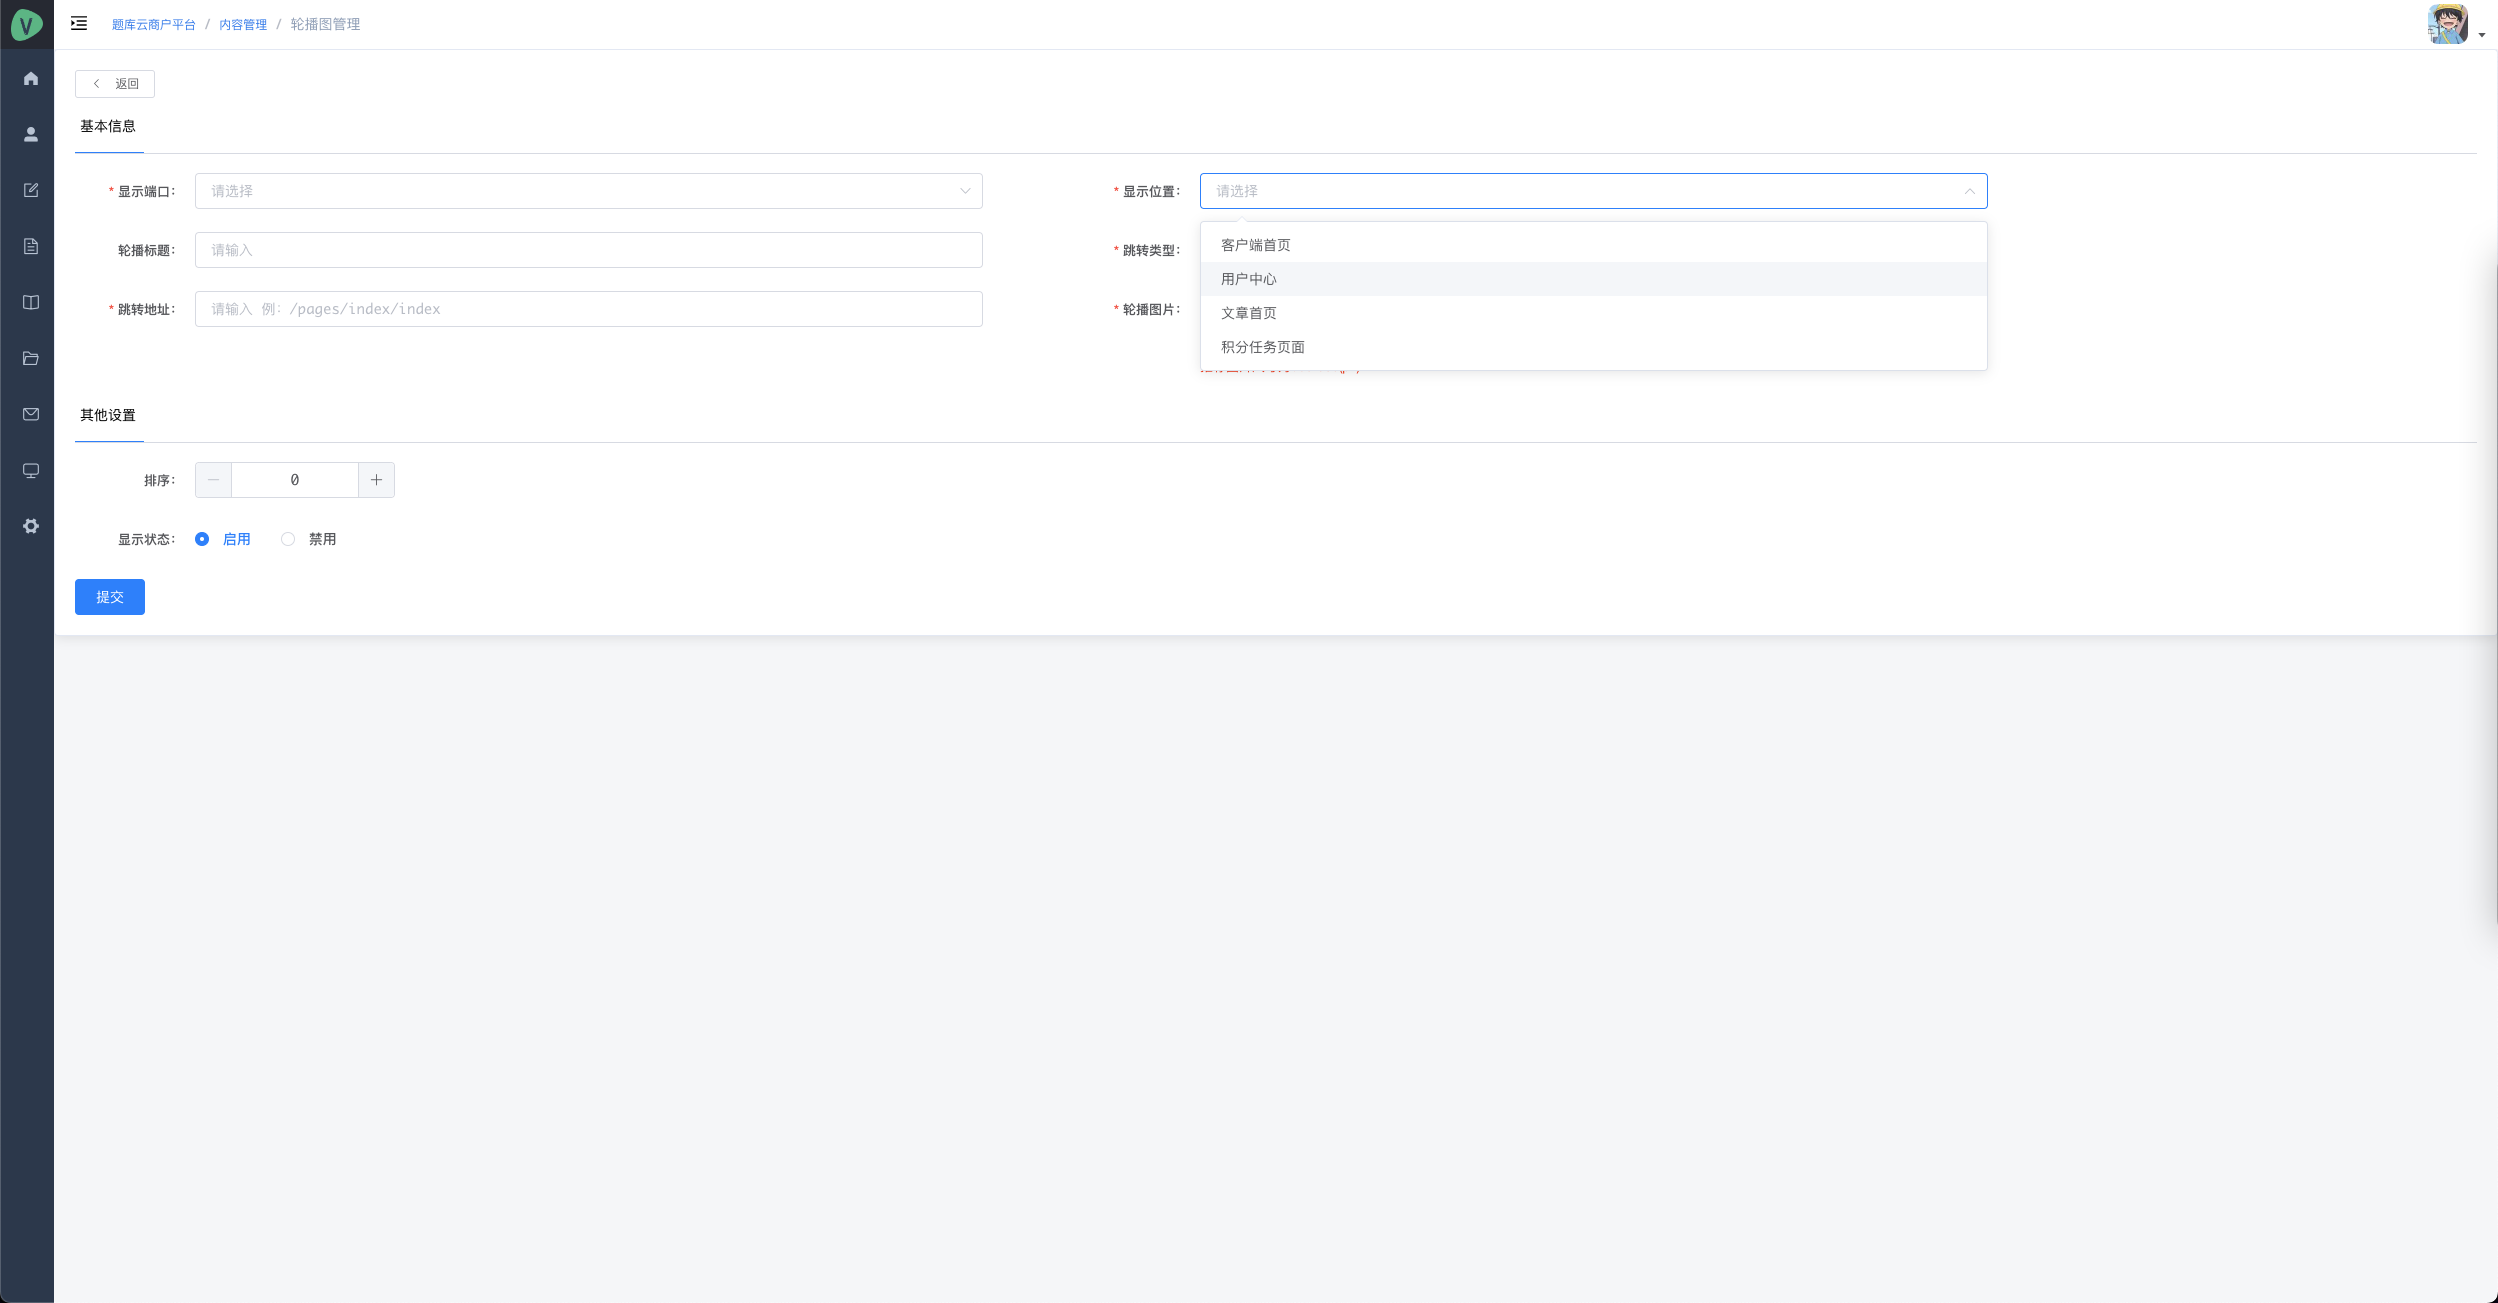 V
题库云商户平台 / 内容管理 / 轮播图管理
返回
基本信息
* 显示端口: 请选择
* 显示位置: 请选择
客户端首页
用户中心
文章首页
积分任务页面
轮播标题: 请输入
* 跳转类型:
* 跳转地址: 请输入 例: /pages/index/index
* 轮播图片:
其他设置
排序: 0
显示状态: 启用 禁用
提交